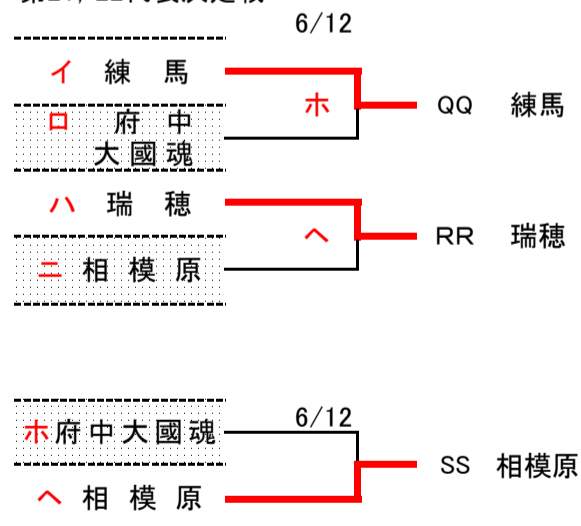 6/12
イ 練馬
ホ
QQ 練馬
ロ 府中
大國魂
ハ 瑞穂
ヘ
RR 瑞穂
ニ 相模原
6/12
ホ 府中大國魂
SS 相模原
ヘ 相模原